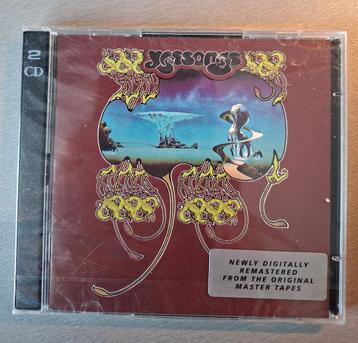 2
CD
yessongs
NEWLY DIGITALLY
REMASTERED
FROM THE ORIGINAL
MASTER TAPES